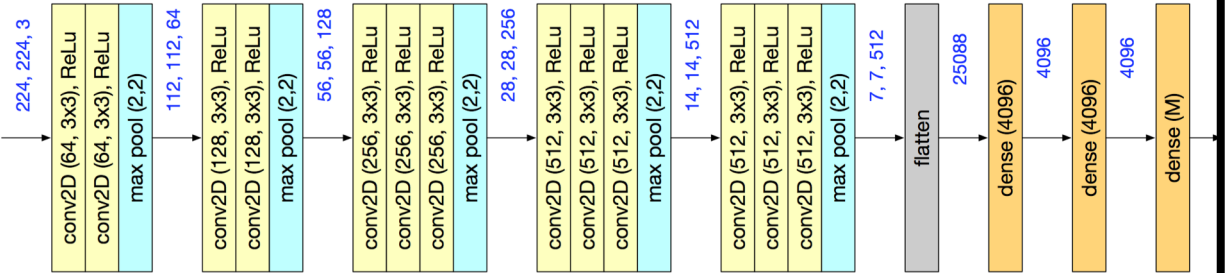 224, 224, 3
conv2D (64, 3x3), ReLu
conv2D (64, 3x3), ReLu
max pool (2,2)
112, 112, 64
conv2D (128, 3x3), ReLu
conv2D (128, 3x3), ReLu
max pool (2,2)
56, 56, 128
conv2D (256, 3x3), ReLu
conv2D (256, 3x3), ReLu
conv2D (256, 3x3), ReLu
max pool (2,2)
28, 28, 256
conv2D (512, 3x3), ReLu
conv2D (512, 3x3), ReLu
conv2D (512, 3x3), ReLu
max pool (2,2)
14, 14, 512
conv2D (512, 3x3), ReLu
conv2D (512, 3x3), ReLu
conv2D (512, 3x3), ReLu
max pool (2,2)
7, 7, 512
flatten
25088
dense (4096)
4096
dense (4096)
4096
dense (M)